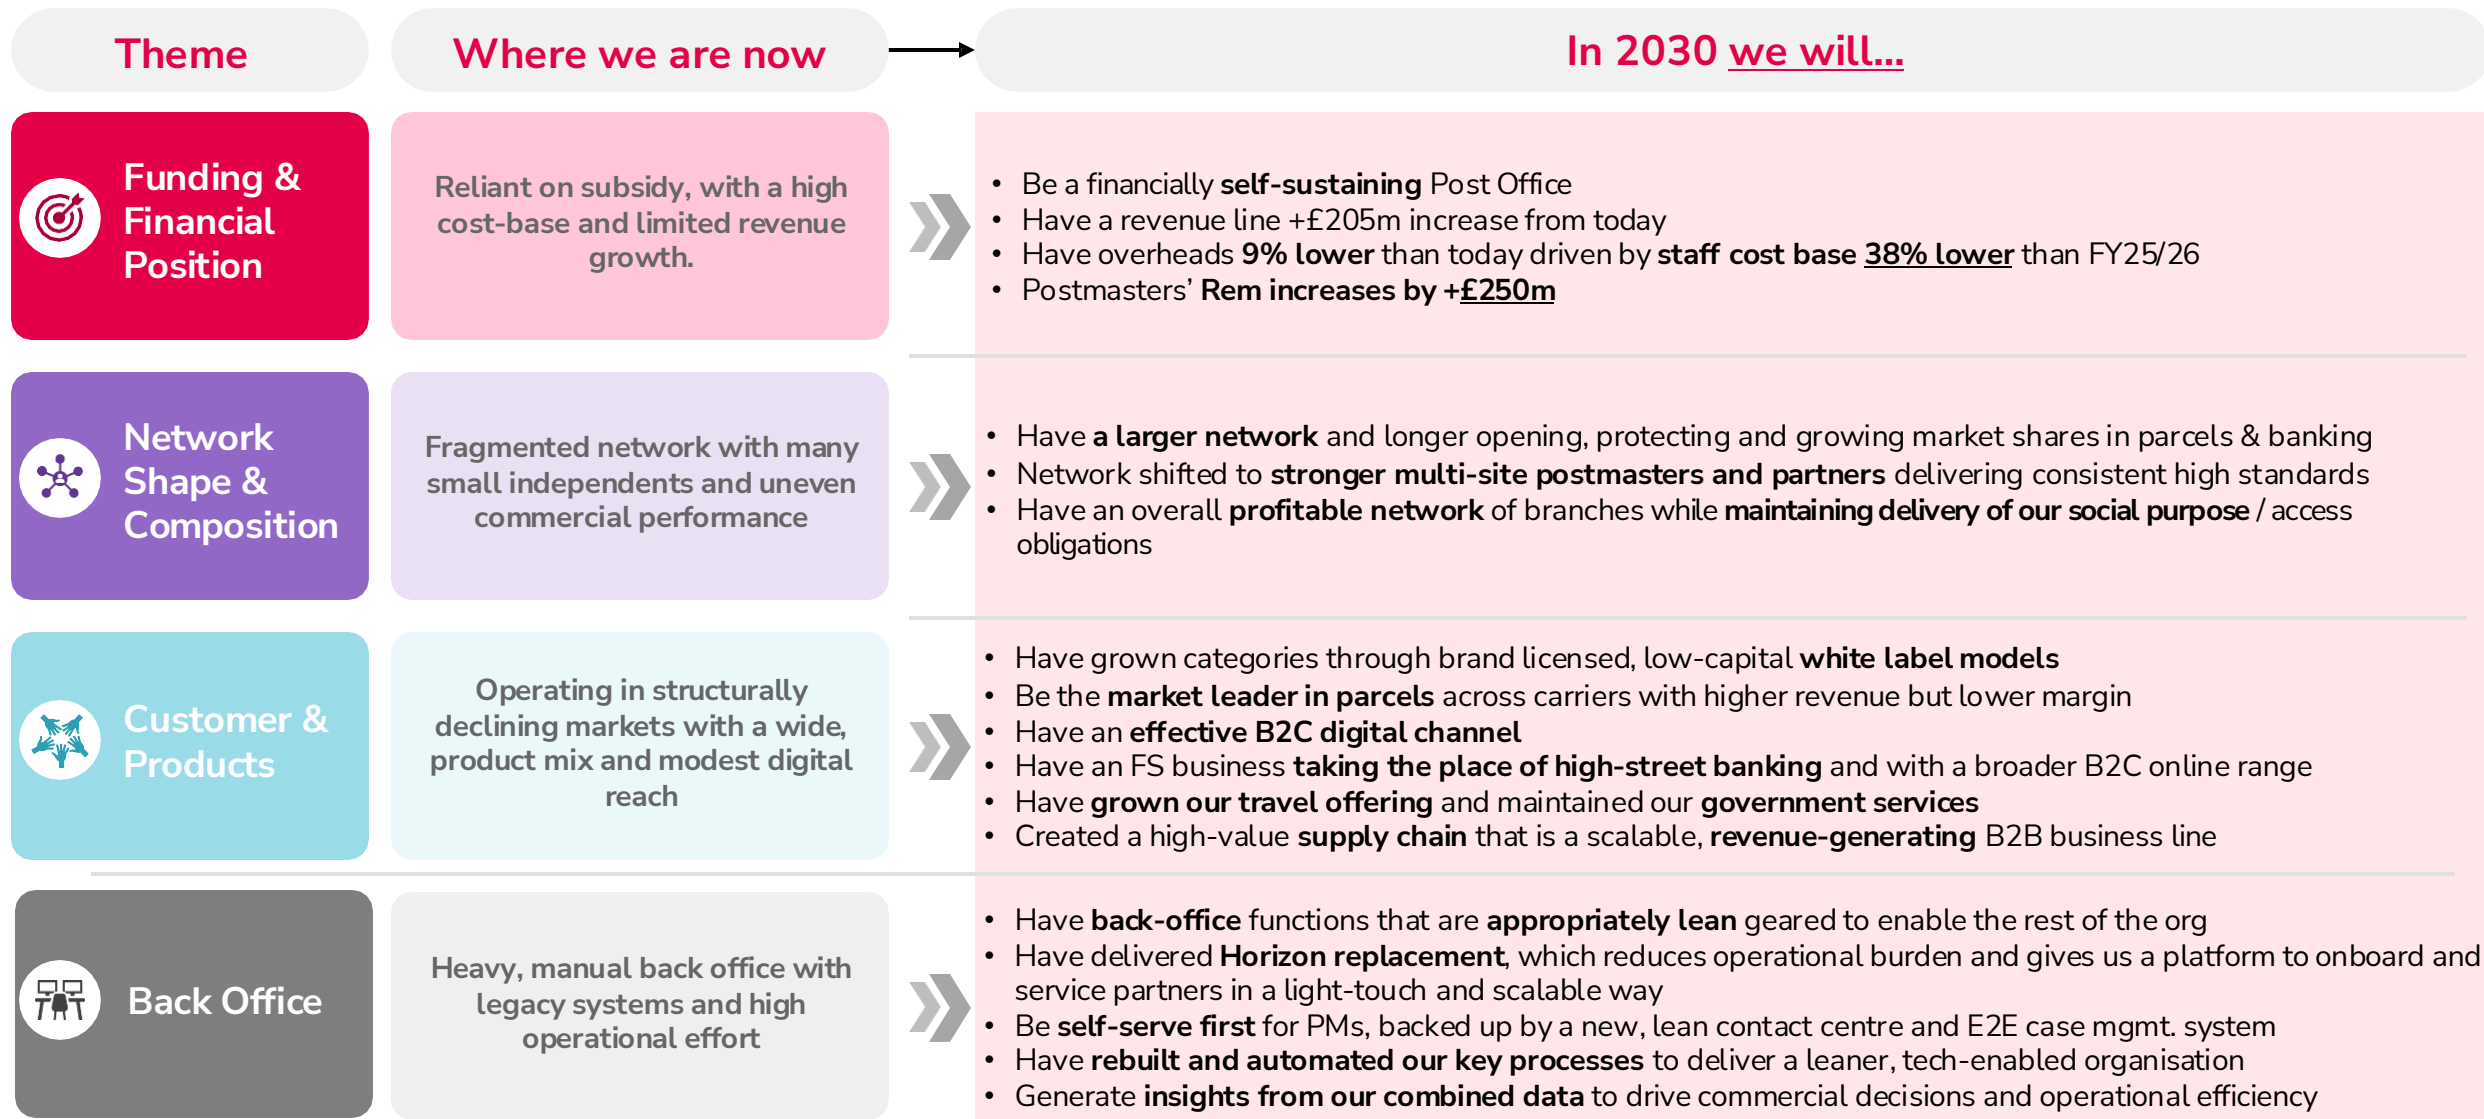 Theme
Where we are now
In 2030 we will...
Funding &
Financial
Position
Reliant on subsidy, with a high
cost-base and limited revenue
growth.
• Be a financially self-sustaining Post Office
• Have a revenue line +£205m increase from today
• Have overheads 9% lower than today driven by staff cost base 38% lower than FY25/26
• Postmasters’ Rem increases by +£250m
Network
Shape &
Composition
Fragmented network with many
small independents and uneven
commercial performance
• Have a larger network and longer opening, protecting and growing market shares in parcels & banking
• Network shifted to stronger multi-site postmasters and partners delivering consistent high standards
• Have an overall profitable network of branches while maintaining delivery of our social purpose / access
obligations
Customer &
Products
Operating in structurally
declining markets with a wide,
product mix and modest digital
reach
• Have grown categories through brand licensed, low-capital white label models
• Be the market leader in parcels across carriers with higher revenue but lower margin
• Have an effective B2C digital channel
• Have an FS business taking the place of high-street banking and with a broader B2C online range
• Have grown our travel offering and maintained our government services
• Created a high-value supply chain that is a scalable, revenue-generating B2B business line
Back Office
Heavy, manual back office with
legacy systems and high
operational effort
• Have back-office functions that are appropriately lean geared to enable the rest of the org
• Have delivered Horizon replacement, which reduces operational burden and gives us a platform to onboard and
service partners in a light-touch and scalable way
• Be self-serve first for PMs, backed up by a new, lean contact centre and E2E case mgmt. system
• Have rebuilt and automated our key processes to deliver a leaner, tech-enabled organisation
• Generate insights from our combined data to drive commercial decisions and operational efficiency